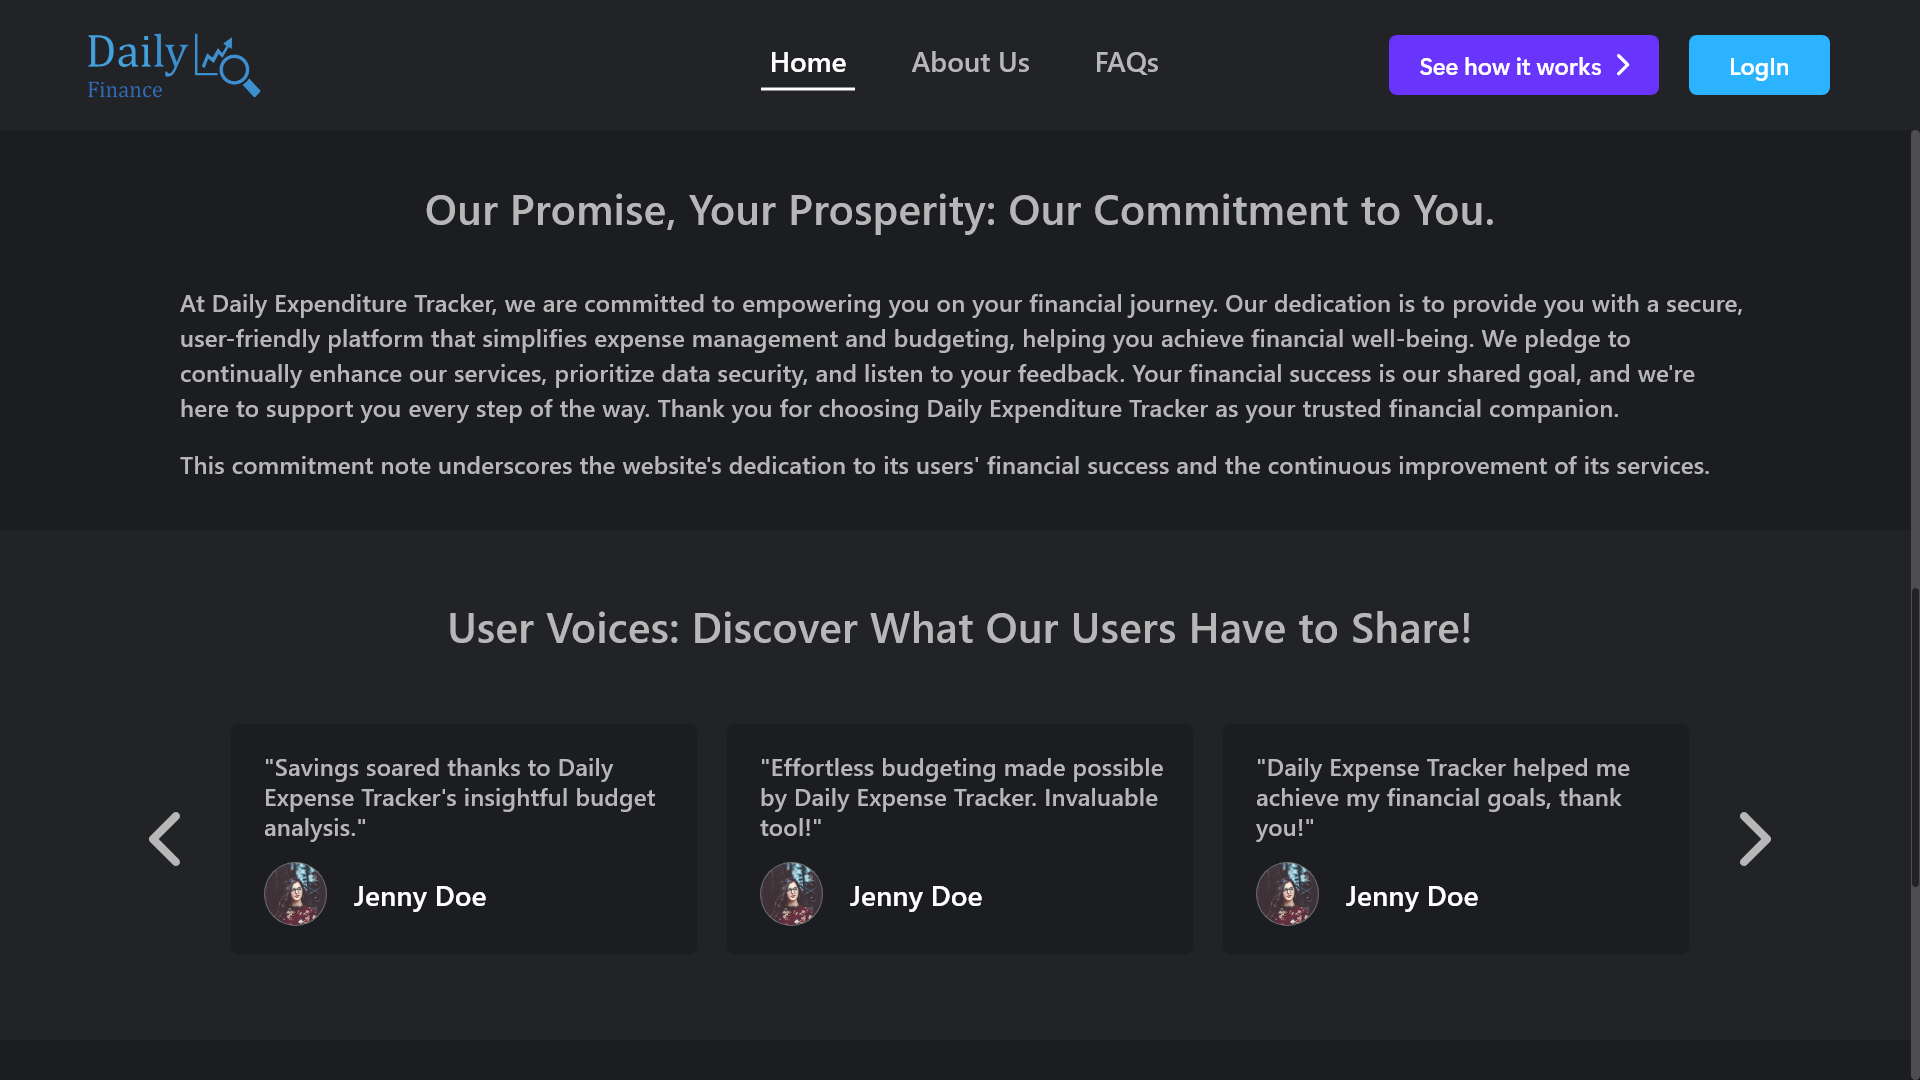 Daily
Finance
Home
About Us
FAQs
See how it works
LogIn
Our Promise, Your Prosperity: Our Commitment to You.
At Daily Expenditure Tracker, we are committed to empowering you on your financial journey. Our dedication is to provide you with a secure,
user-friendly platform that simplifies expense management and budgeting, helping you achieve financial well-being. We pledge to
continually enhance our services, prioritize data security, and listen to your feedback. Your financial success is our shared goal, and we're
here to support you every step of the way. Thank you for choosing Daily Expenditure Tracker as your trusted financial companion.
This commitment note underscores the website's dedication to its users' financial success and the continuous improvement of its services.
User Voices: Discover What Our Users Have to Share!
"Savings soared thanks to Daily
Expense Tracker's insightful budget
analysis."
Jenny Doe
"Effortless budgeting made possible
by Daily Expense Tracker. Invaluable
tool!"
Jenny Doe
"Daily Expense Tracker helped me
achieve my financial goals, thank
you!"
Jenny Doe